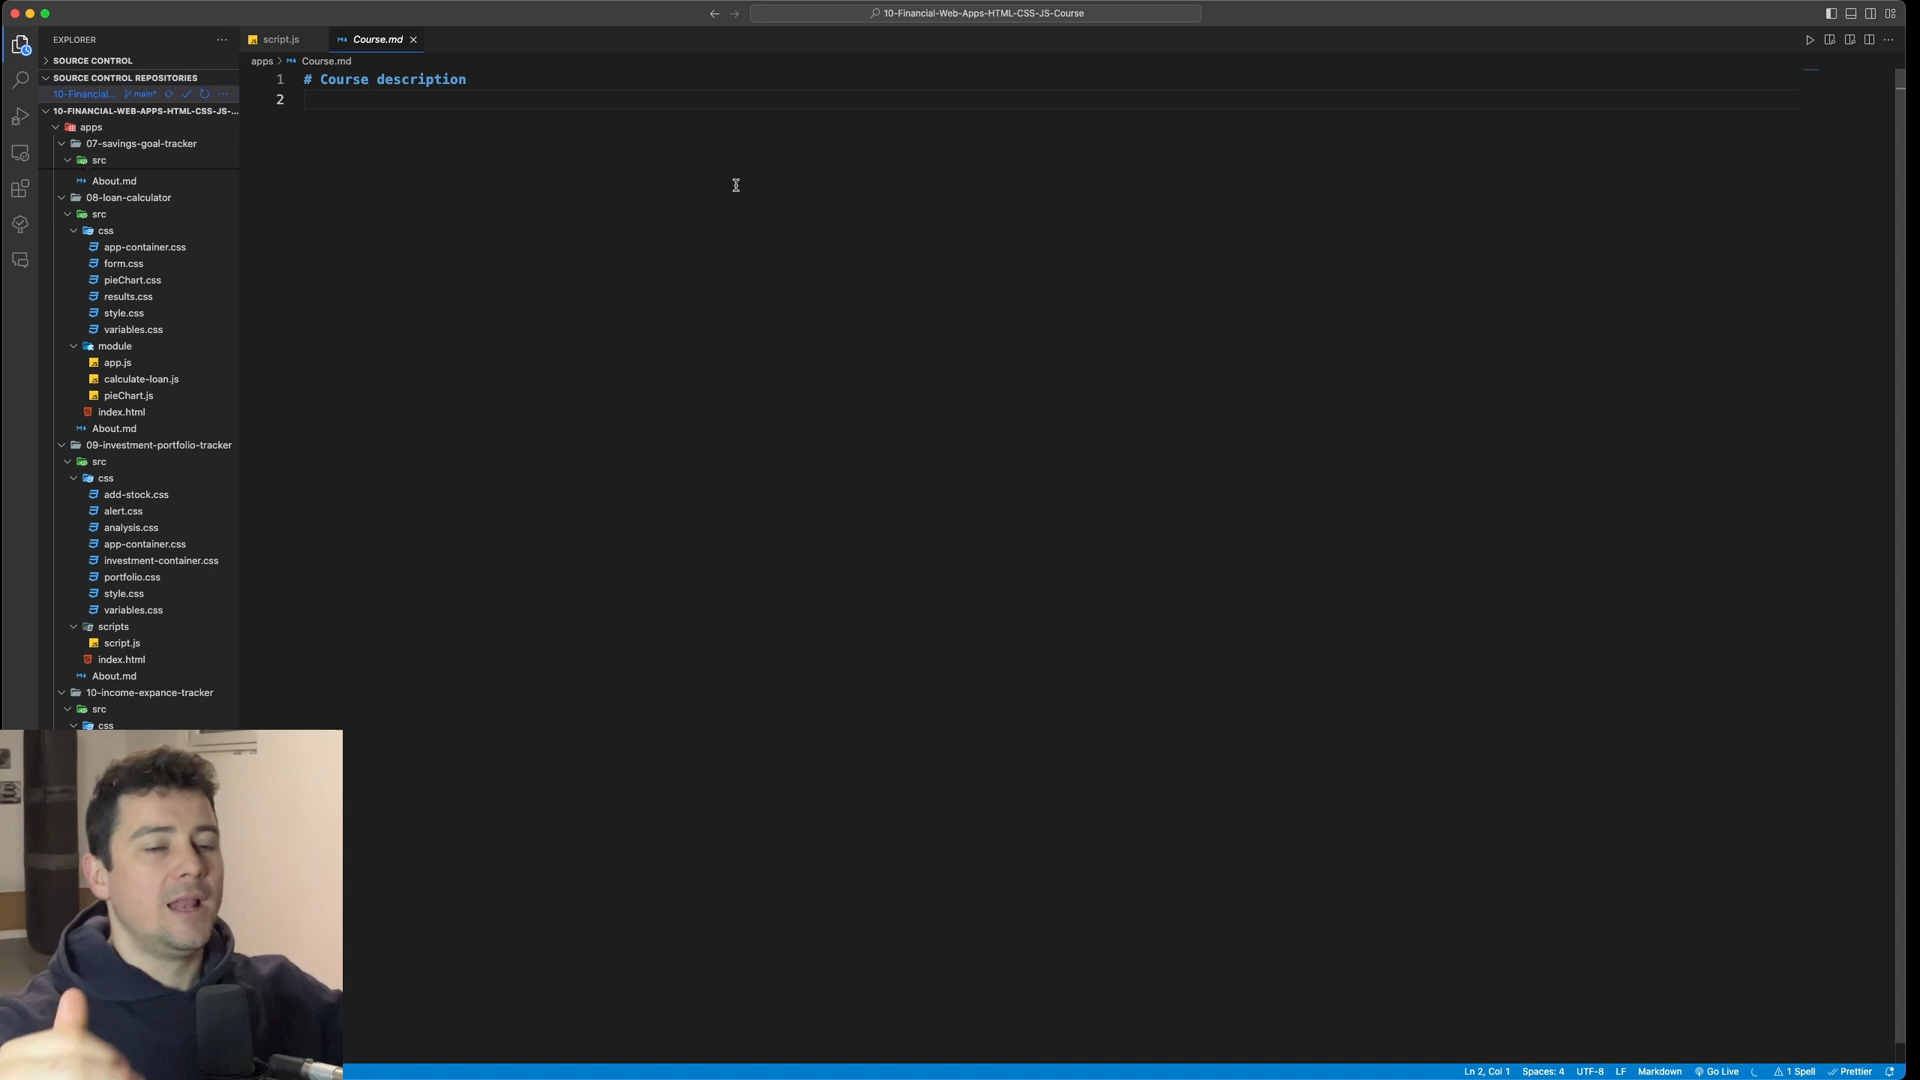 10-Financial-Web-Apps-HTML-CSS-JS-Course
EXPLORER
script.js
Course.md
SOURCE CONTROL
SOURCE CONTROL REPOSITORIES
10-Financial... main*
10-FINANCIAL-WEB-APPS-HTML-CSS-JS-...
apps
07-savings-goal-tracker
src
About.md
08-loan-calculator
src
css
app-container.css
form.css
pieChart.css
results.css
style.css
variables.css
module
app.js
calculate-loan.js
pieChart.js
index.html
About.md
09-investment-portfolio-tracker
src
css
add-stock.css
alert.css
analysis.css
app-container.css
investment-container.css
portfolio.css
style.css
variables.css
scripts
script.js
index.html
About.md
10-income-expance-tracker
src
css
apps > Course.md
1 # Course description
2
Ln 2, Col 1 Spaces: 4 UTF-8 LF Markdown Go Live 1 Spell Prettier